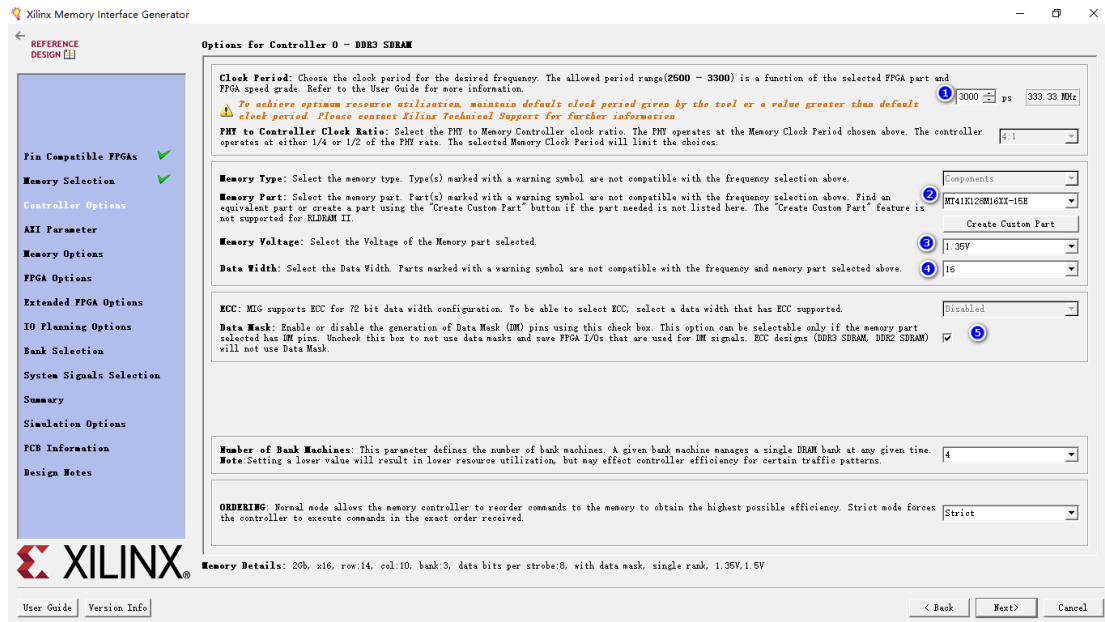 Xilinx Memory Interface Generator
REFERENCE
DESIGN
Options for Controller 0 - DDR3 SDRAM
Clock Period: Choose the clock period for the desired frequency. The allowed period range(2500 - 3300) is a function of the selected FPGA part and
FPGA speed grade. Refer to the User Guide for more information.
1
3000 ps 333.33 MHz
To achieve optimum resource utilization, maintain default clock period given by the tool or a value greater than default
clock period. Please contact Xilinx Technical Support for further information
PHY to Controller Clock Ratio: Select the PHY to Memory Controller clock ratio. The PHY operates at the Memory Clock Period chosen above. The controller
operates at either 1/4 or 1/2 of the PHY rate. The selected Memory Clock Period will limit the choices.
4:1
Pin Compatible FPGAs
Memory Selection
Controller Options
AXI Parameter
Memory Options
FPGA Options
Extended FPGA Options
IO Planning Options
Bank Selection
System Signals Selection
Summary
Simulation Options
PCB Information
Design Notes
Memory Type: Select the memory type. Type(s) marked with a warning symbol are not compatible with the frequency selection above.
Components
Memory Part: Select the memory part. Part(s) marked with a warning symbol are not compatible with the frequency selection above. Find an
equivalent part or create a part using the "Create Custom Part" button if the part needed is not listed here. The "Create Custom Part" feature is
not supported for RLDRAM II.
2
MT41K128M16XX-15E
Create Custom Part
Memory Voltage: Select the Voltage of the Memory part selected.
3
1.35V
Data Width: Select the Data Width. Parts marked with a warning symbol are not compatible with the frequency and memory part selected above.
4
16
ECC: MIG supports ECC for 72 bit data width configuration. To be able to select ECC, select a data width that has ECC supported.
Disabled
Data Mask: Enable or disable the generation of Data Mask (DM) pins using this check box. This option can be selectable only if the memory part
selected has DM pins. Uncheck this box to not use data masks and save FPGA I/Os that are used for DM signals. ECC designs (DDR3 SDRAM, DDR2 SDRAM)
will not use Data Mask.
5
Number of Bank Machines: This parameter defines the number of bank machines. A given bank machine manages a single DRAM bank at any given time.
Note:Setting a lower value will result in lower resource utilization, but may effect controller efficiency for certain traffic patterns.
4
ORDERING: Normal mode allows the memory controller to reorder commands to the memory to obtain the highest possible efficiency. Strict mode forces
the controller to execute commands in the exact order received.
Strict
XILINX®
Memory Details: 2Gb, x16, row:14, col:10, bank:3, data bits per strobe:8, with data mask, single rank, 1.35V,1.5V
User Guide Version Info
< Back Next> Cancel